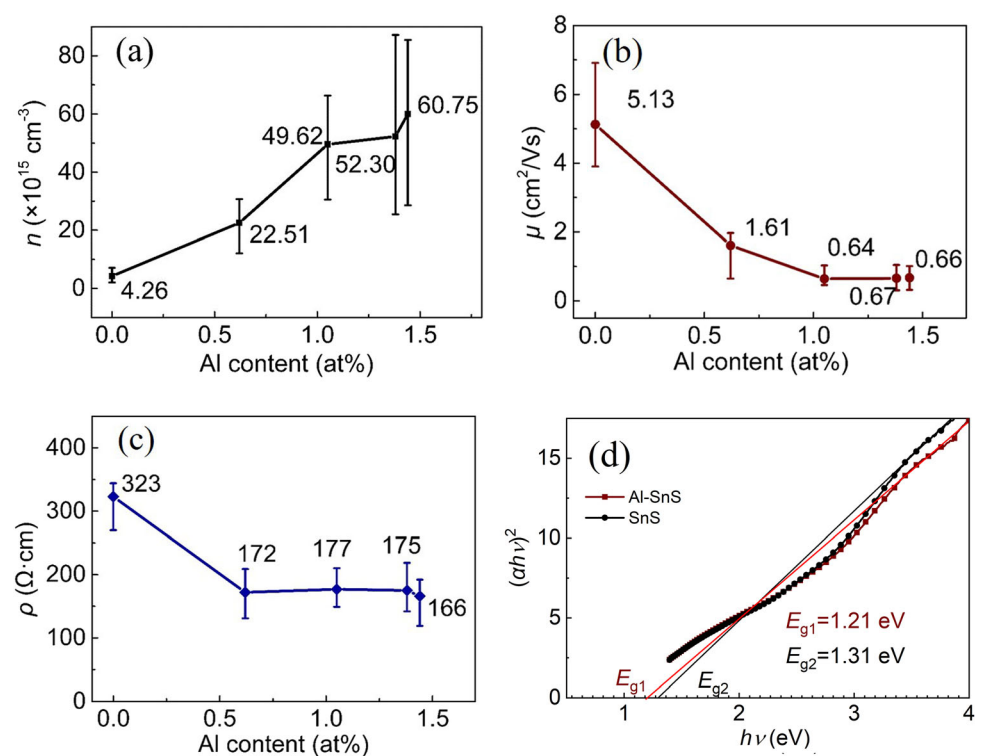 (a)
n (×10¹⁵ cm⁻³)
80
60
40
20
0
4.26
22.51
49.62
52.30
60.75
0.0 0.5 1.0 1.5
Al content (at%)
(b)
μ (cm²/Vs)
8
6
4
2
0
5.13
1.61
0.64
0.67
0.66
0.0 0.5 1.0 1.5
Al content (at%)
(c)
ρ (Ω·cm)
400
300
200
100
0
323
172
177
175
166
0.0 0.5 1.0 1.5
Al content (at%)
(d)
(αhν)²
15
10
5
0
Al-SnS
SnS
Eg1=1.21 eV
Eg2=1.31 eV
Eg1
Eg2
1 2 3 4
hν (eV)